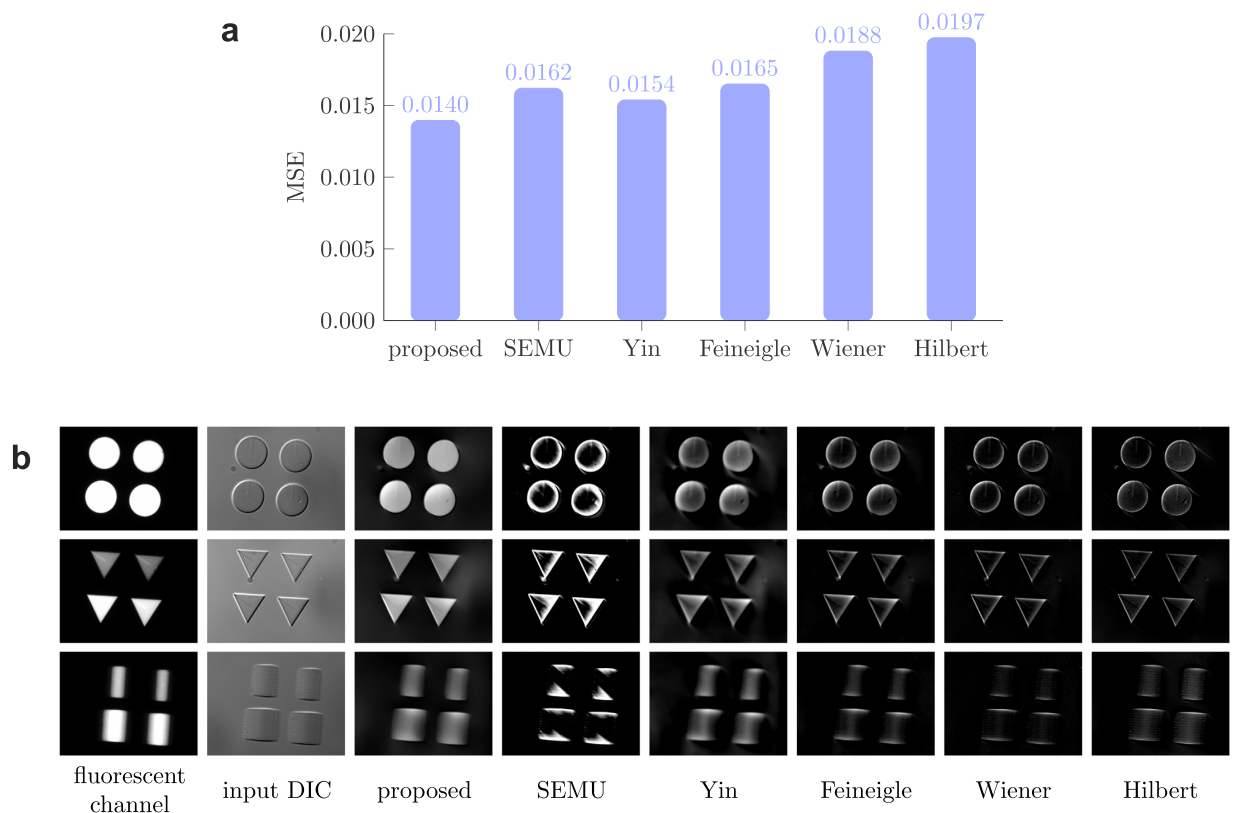 a
0.020
0.015
0.010
0.005
0.000
MSE
0.0140
0.0162
0.0154
0.0165
0.0188
0.0197
proposed SEMU Yin Feineigle Wiener Hilbert
b
fluorescent
channel
input DIC
proposed
SEMU
Yin
Feineigle
Wiener
Hilbert